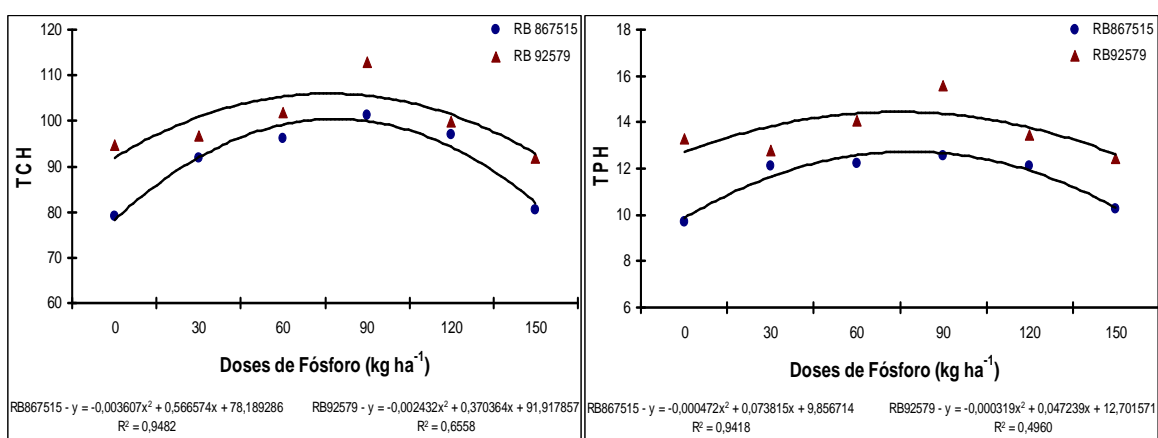 120
110
100
90
80
70
60
TCH
RB 867515
RB 92579
0 30 60 90 120 150
Doses de Fósforo (kg ha⁻¹)
RB867515 - y = -0,003607x² + 0,566574x + 78,189286
R² = 0,9482
RB92579 - y = -0,002432x² + 0,370364x + 91,917857
R² = 0,6558
18
16
14
12
10
8
6
TPH
RB867515
RB92579
0 30 60 90 120 150
Doses de Fósforo (kg ha⁻¹)
RB867515 - y = -0,000472x² + 0,073815x + 9,856714
R² = 0,9418
RB92579 - y = -0,000319x² + 0,047239x + 12,701571
R² = 0,4960